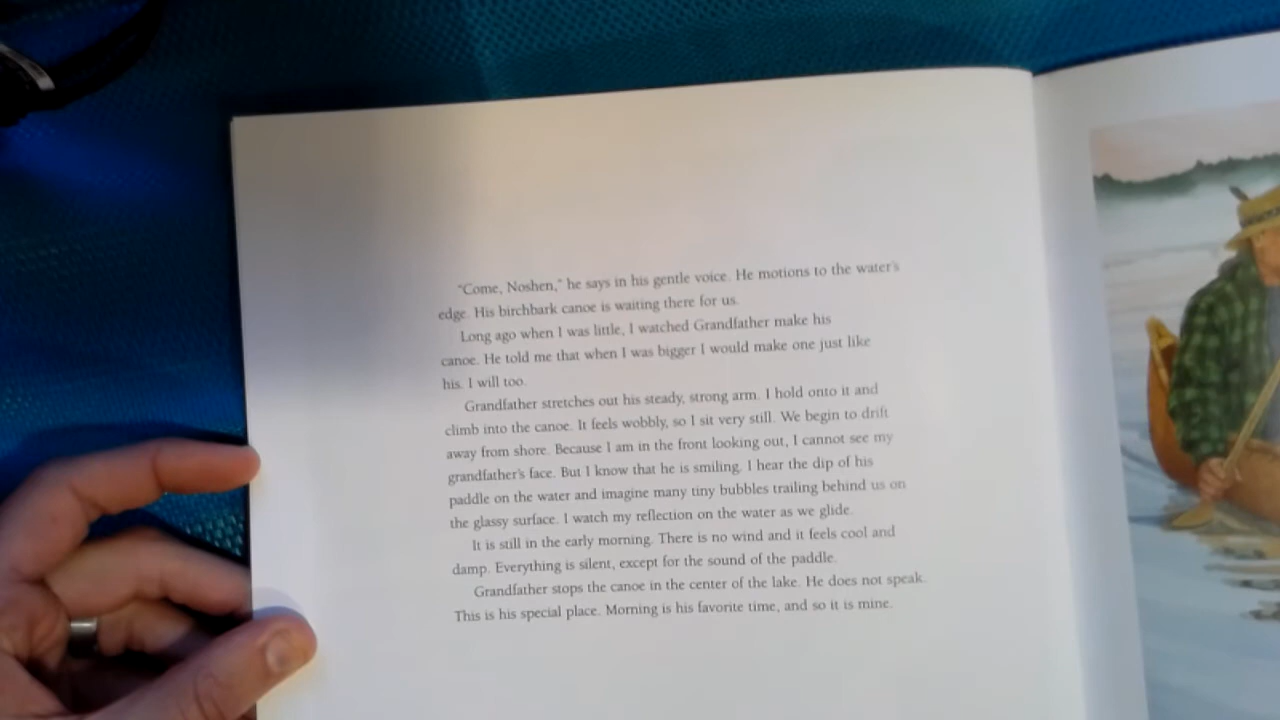 "Come, Noshen," he says in his gentle voice. He motions to the water's
edge. His birchbark canoe is waiting there for us.
Long ago when I was little, I watched Grandfather make his
canoe. He told me that when I was bigger I would make one just like
his. I will too.
Grandfather stretches out his steady, strong arm. I hold onto it and
climb into the canoe. It feels wobbly, so I sit very still. We begin to drift
away from shore. Because I am in the front looking out, I cannot see my
grandfather's face. But I know that he is smiling. I hear the dip of his
paddle on the water and imagine many tiny bubbles trailing behind us on
the glassy surface. I watch my reflection on the water as we glide.
It is still in the early morning. There is no wind and it feels cool and
damp. Everything is silent, except for the sound of the paddle.
Grandfather stops the canoe in the center of the lake. He does not speak.
This is his special place. Morning is his favorite time, and so it is mine.